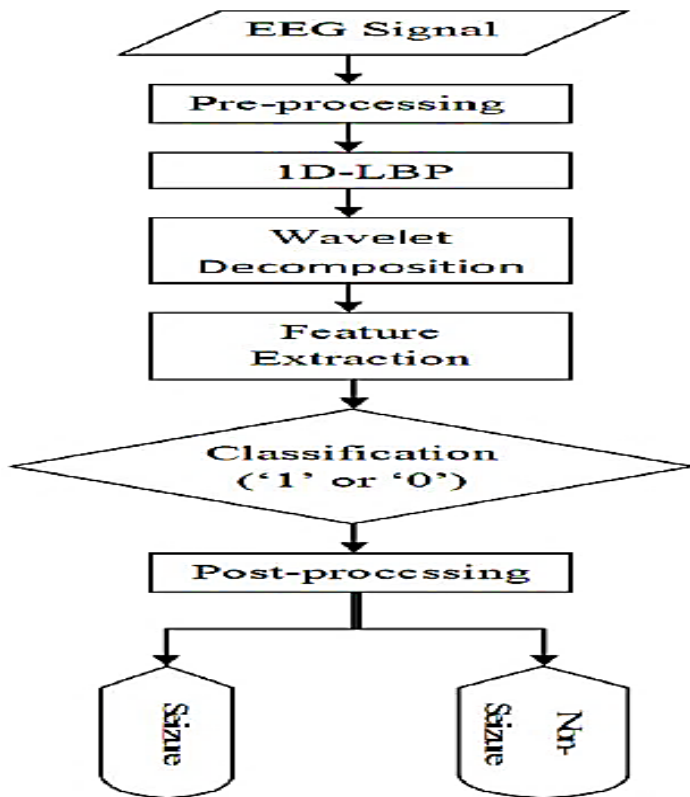 EEG Signal
Pre-processing
1D-LBP
Wavelet
Decomposition
Feature
Extraction
Classification
(‘1’ or ‘0’)
Post-processing
Seizure
Non-
Seizure